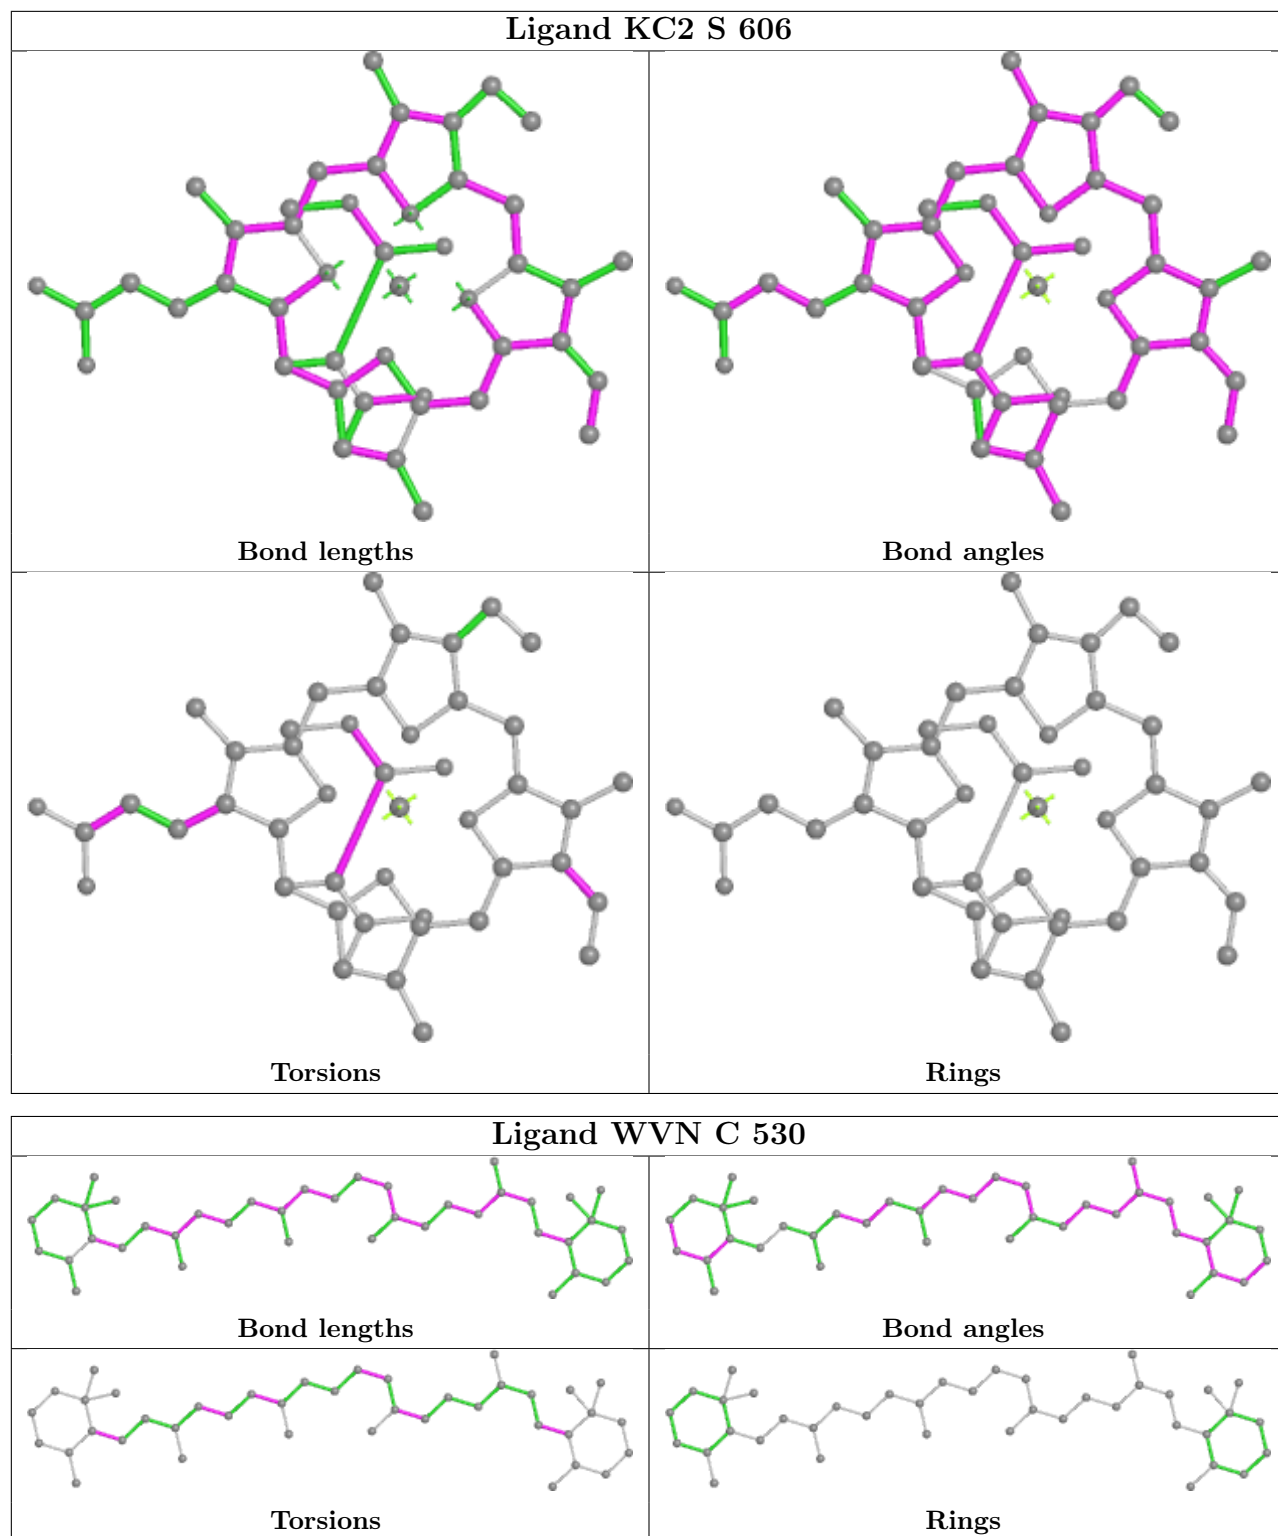 Ligand KC2 S 606
Bond lengths
Bond angles
Torsions
Rings
Ligand WVN C 530
Bond lengths
Bond angles
Torsions
Rings